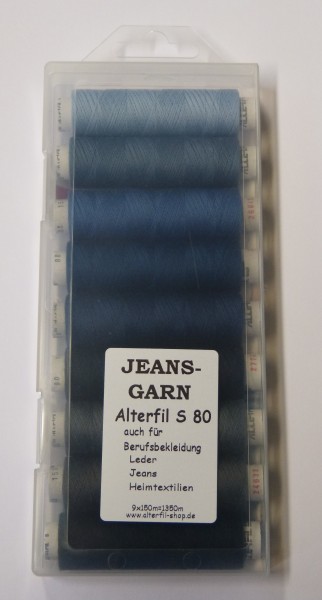 JEANS-
GARN
Alterfil S 80
auch für
Berufsbekleidung
Leder
Jeans
Heimtextilien
9x150m=1350m
www.alterfil-shop.de